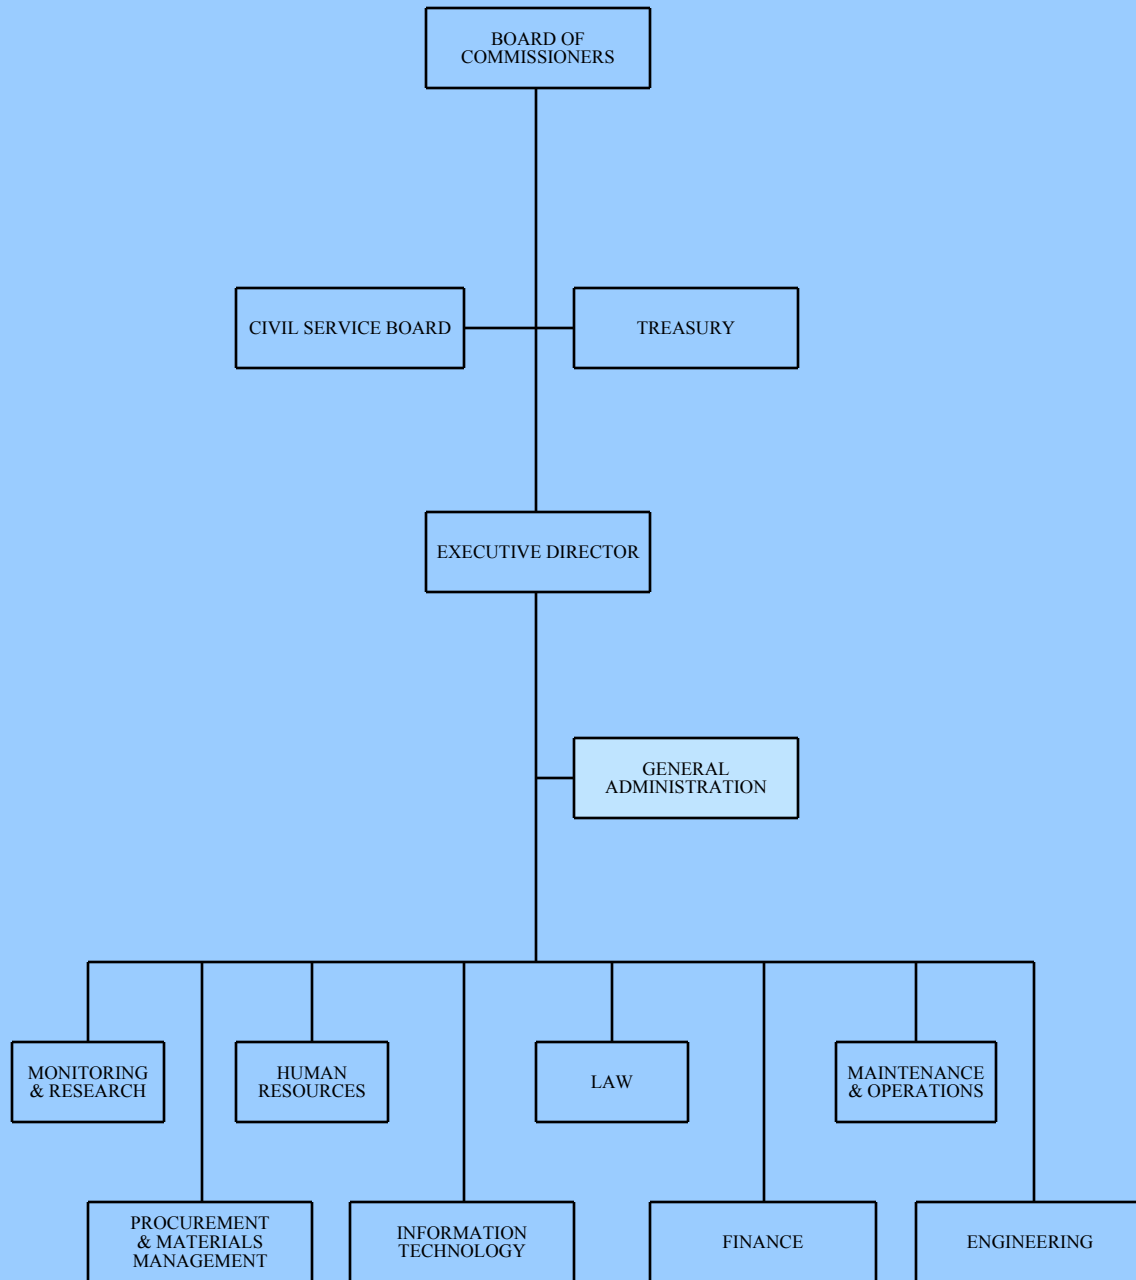 BOARD OF
COMMISSIONERS
CIVIL SERVICE BOARD
TREASURY
EXECUTIVE DIRECTOR
GENERAL
ADMINISTRATION
MONITORING
& RESEARCH
HUMAN
RESOURCES
LAW
MAINTENANCE
& OPERATIONS
PROCUREMENT
& MATERIALS
MANAGEMENT
INFORMATION
TECHNOLOGY
FINANCE
ENGINEERING